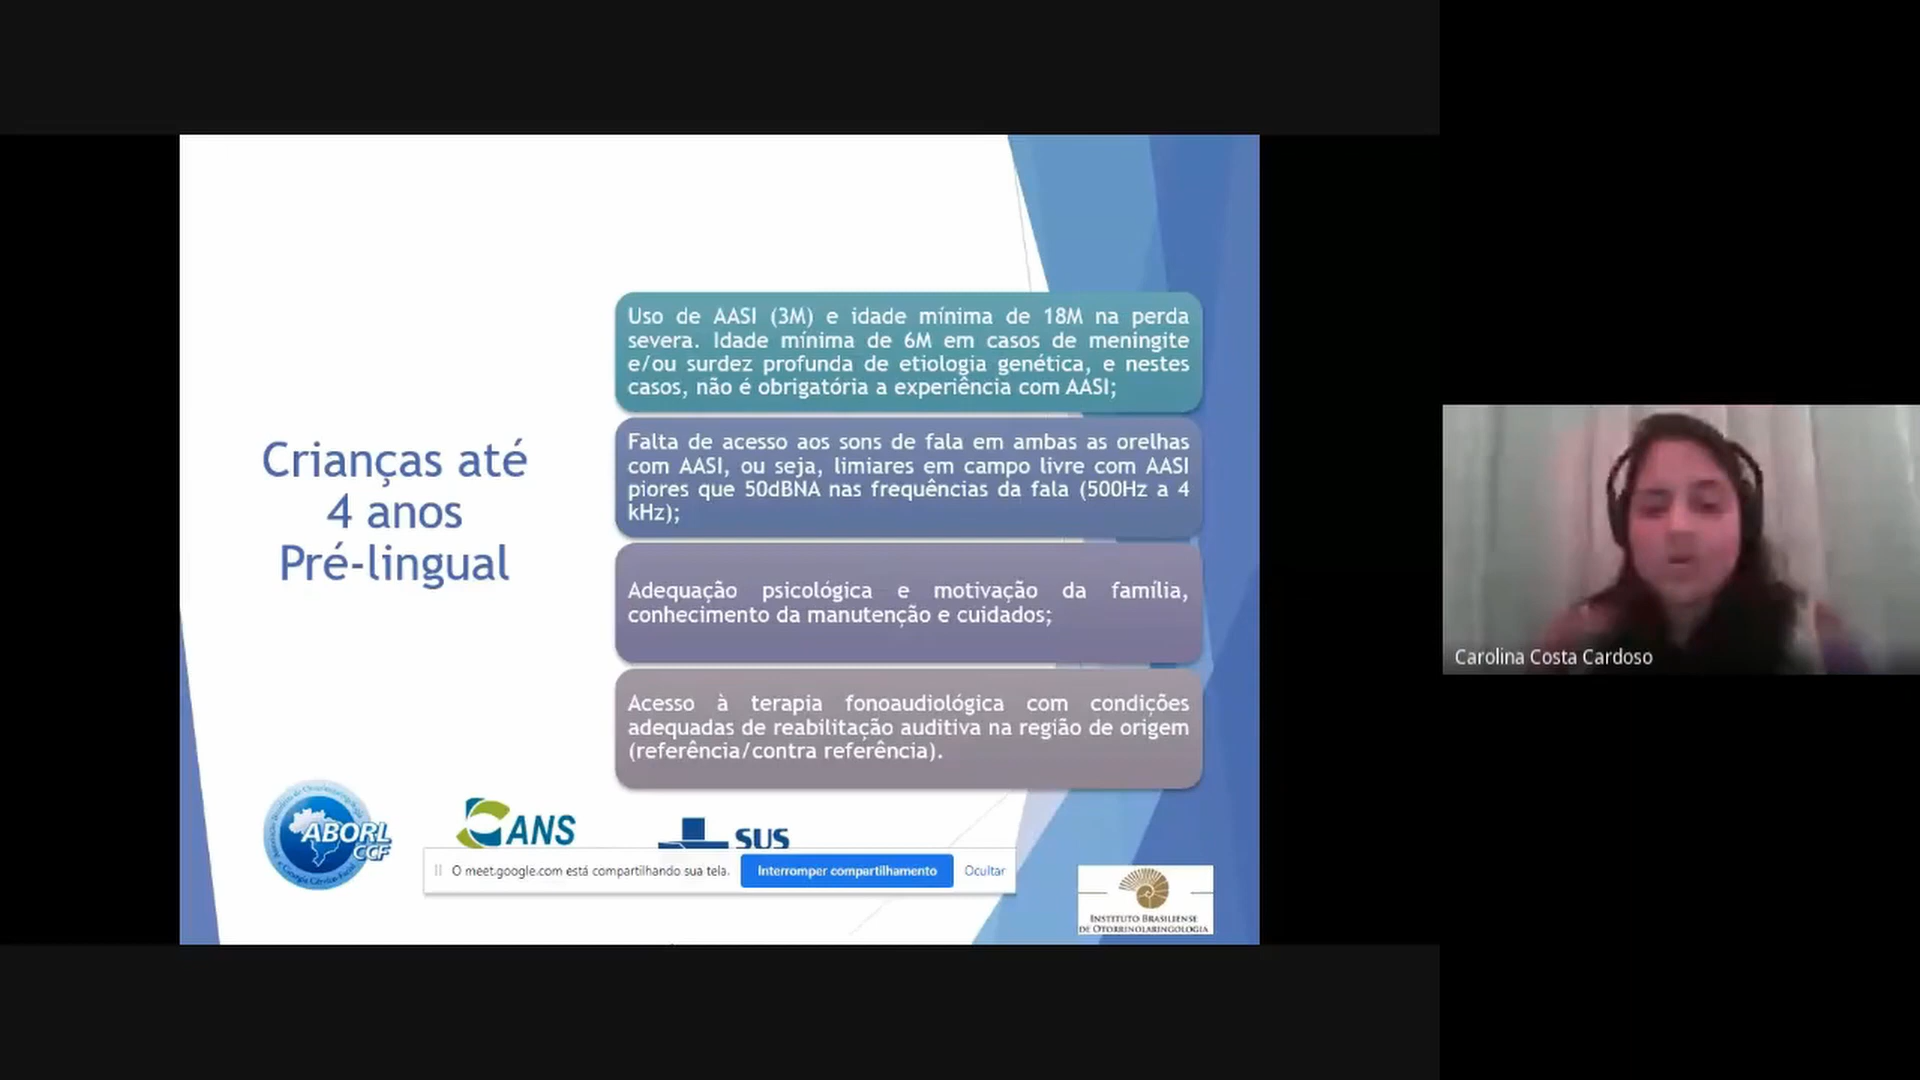 Crianças até
4 anos
Pré-lingual
Uso de AASI (3M) e idade mínima de 18M na perda
severa. Idade mínima de 6M em casos de meningite
e/ou surdez profunda de etiologia genética, e nestes
casos, não é obrigatória a experiência com AASI;
Falta de acesso aos sons de fala em ambas as orelhas
com AASI, ou seja, limiares em campo livre com AASI
piores que 50dBNA nas frequências da fala (500Hz a 4
kHz);
Adequação psicológica e motivação da família,
conhecimento da manutenção e cuidados;
Acesso à terapia fonoaudiológica com condições
adequadas de reabilitação auditiva na região de origem
(referência/contra referência).
ABORL
CCF
ANS
SUS
O meet.google.com está compartilhando sua tela.
Interromper compartilhamento
Ocultar
INSTITUTO BRASILIENSE
DE OTORRINOLARINGOLOGIA
Carolina Costa Cardoso